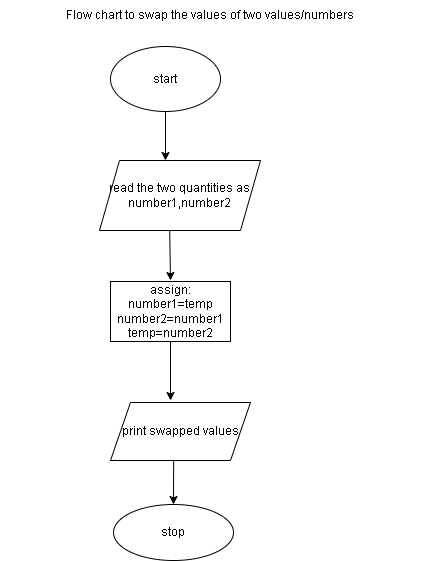 Flow chart to swap the values of two values/numbers
start
read the two quantities as
number1,number2
assign:
number1=temp
number2=number1
temp=number2
print swapped values
stop